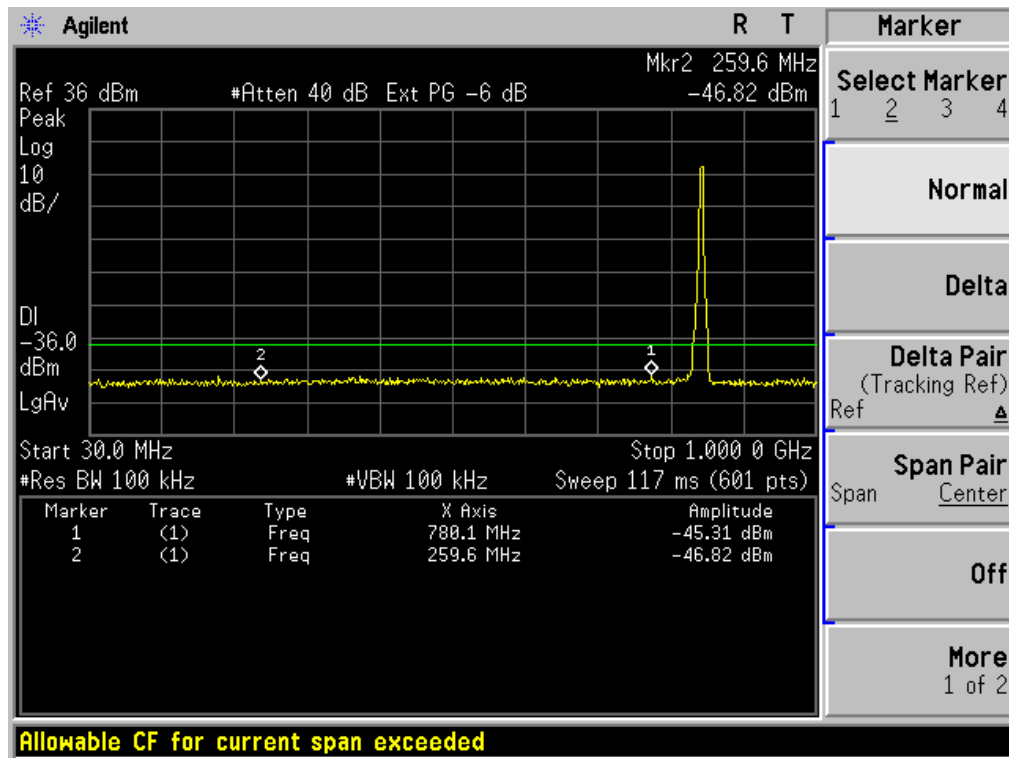 Agilent R T
Mkr2 259.6 MHz
Ref 36 dBm #Atten 40 dB Ext PG -6 dB -46.82 dBm
Peak
Log
10
dB/
DI
-36.0
dBm
LgAv
2
1
Start 30.0 MHz Stop 1.000 0 GHz
#Res BW 100 kHz #VBW 100 kHz Sweep 117 ms (601 pts)
Marker Trace Type X Axis Amplitude
1 (1) Freq 780.1 MHz -45.31 dBm
2 (1) Freq 259.6 MHz -46.82 dBm
Allowable CF for current span exceeded
Marker
Select Marker
1 2 3 4
Normal
Delta
Delta Pair
(Tracking Ref)
Ref Δ
Span Pair
Span Center
Off
More
1 of 2